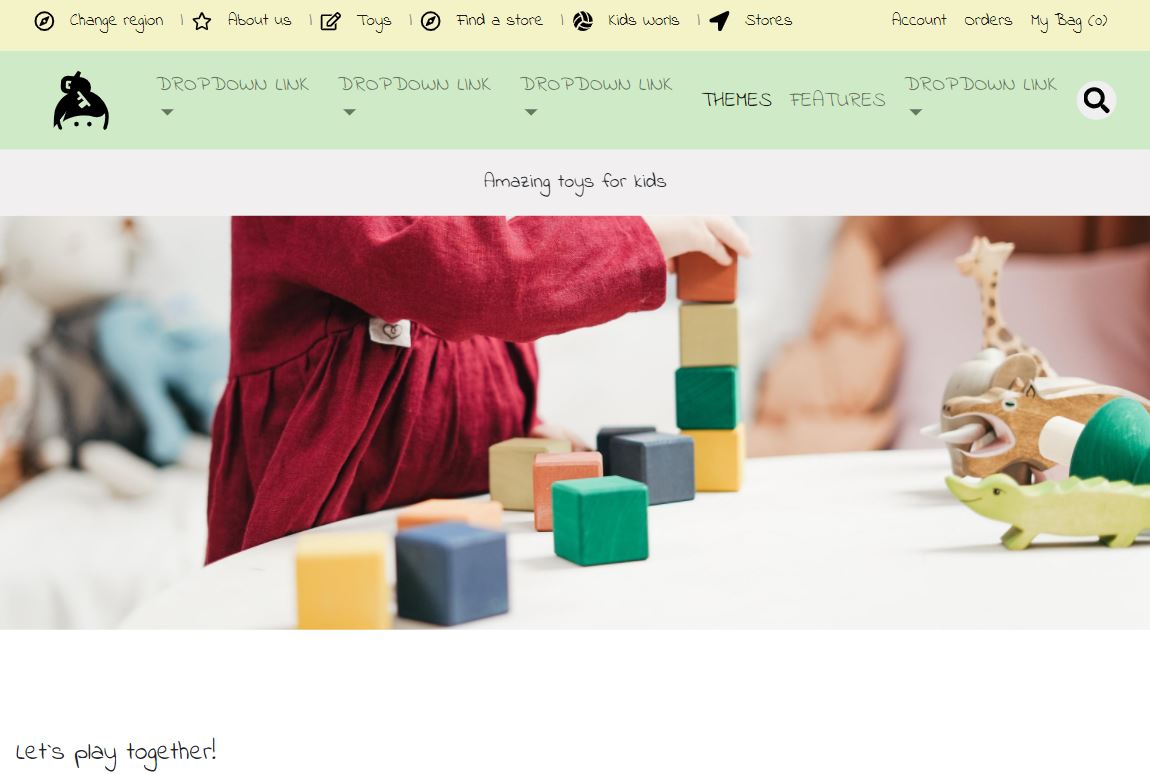 Change region | About us | Toys | Find a store | Kids worls | Stores Account Orders My Bag (0)
DROPDOWN LINK DROPDOWN LINK DROPDOWN LINK THEMES FEATURES DROPDOWN LINK
Amazing toys for kids
Let`s play together!